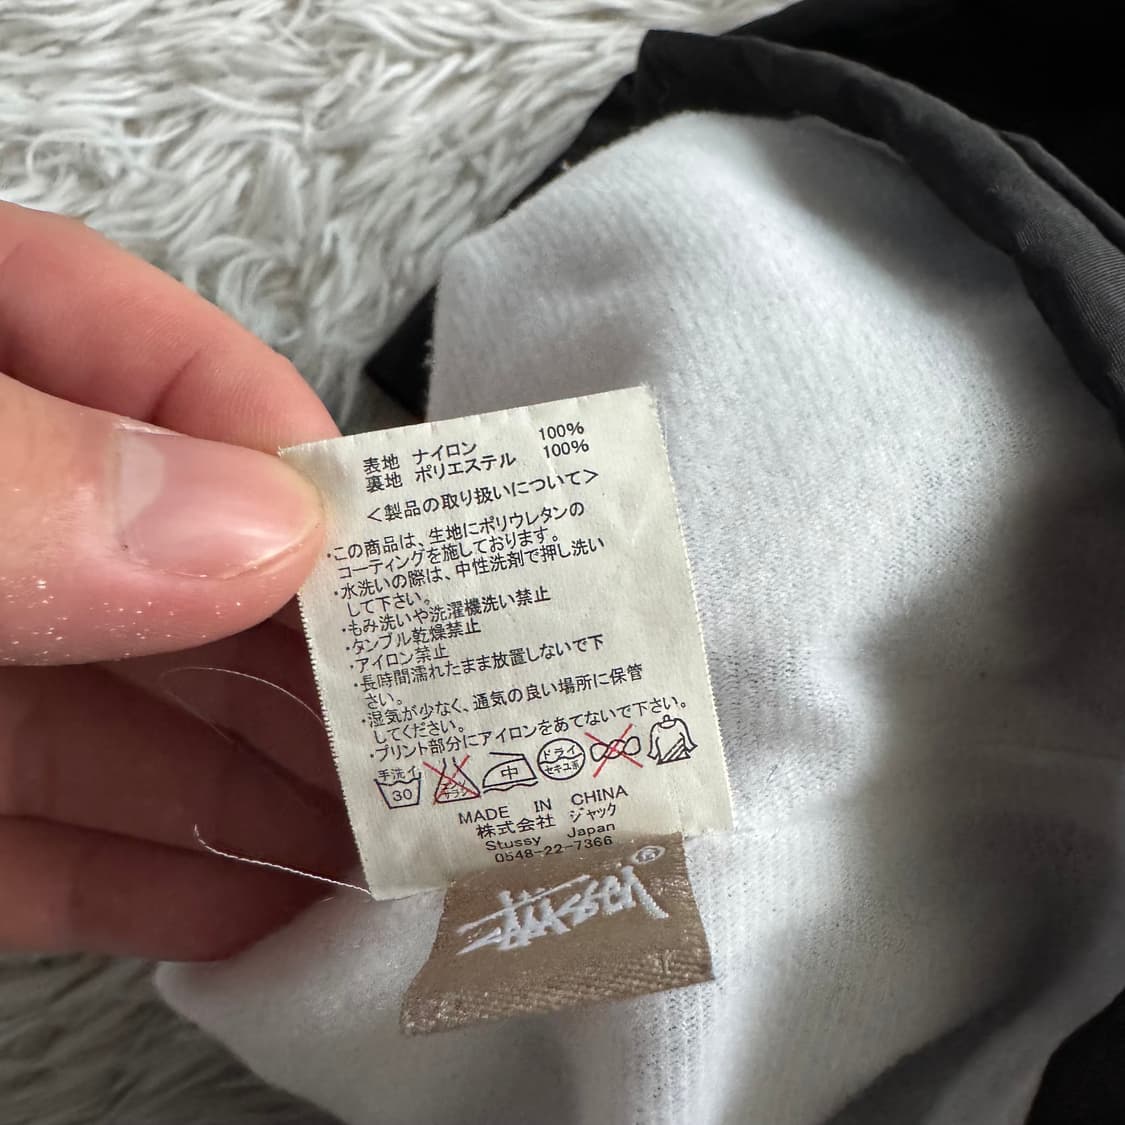 表地 ナイロン 100%
裏地 ポリエステル 100%
＜製品の取り扱いについて＞
・この商品は、生地にポリウレタンの
コーティングを施しております。
・水洗いの際は、中性洗剤で押し洗い
して下さい。
・もみ洗いや洗濯機洗い禁止
・タンブル乾燥禁止
・アイロン禁止
・長時間濡れたまま放置しないで下
さい。
・湿気が少なく、通気の良い場所に保管
してください。
・プリント部分にアイロンをあてないで下さい。
手洗イ 30 エンソ サラシ 中 ドライ セキユ系
MADE IN CHINA
株式会社 ジャック
Stussy Japan
0548-22-7366
Stüssy ®